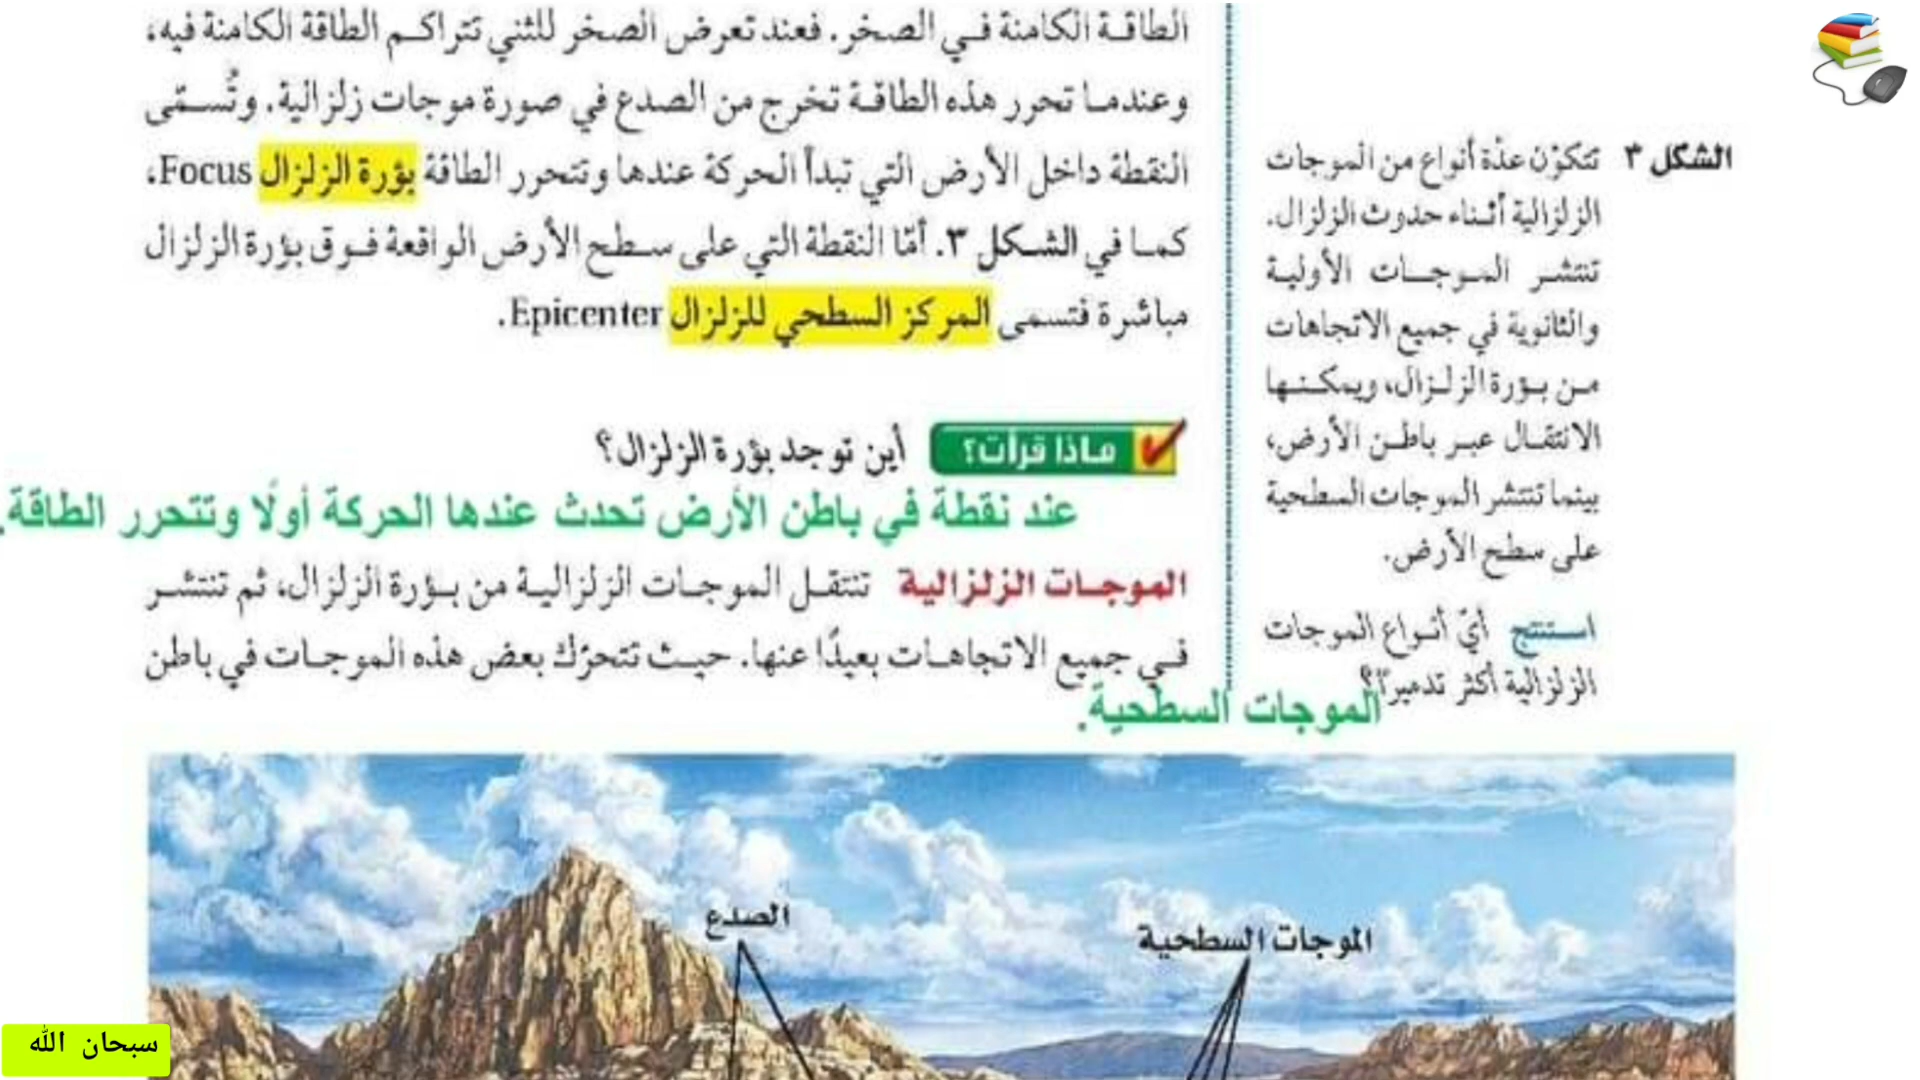 الطاقة الكامنة في الصخر. فعند تعرض الصخر للثني تتراكم الطاقة الكامنة فيه،
وعندما تحرر هذه الطاقة تخرج من الصدع في صورة موجات زلزالية. وتُسمّى
النقطة داخل الأرض التي تبدأ الحركة عندها وتتحرر الطاقة بؤرة الزلزال Focus،
كما في الشكل ٣. أمّا النقطة التي على سطح الأرض الواقعة فوق بؤرة الزلزال
مباشرة فتسمى المركز السطحي للزلزال Epicenter.
ماذا قرأت؟ أين توجد بؤرة الزلزال؟
عند نقطة في باطن الأرض تحدث عندها الحركة أولًا وتتحرر الطاقة.
الموجات الزلزالية تنتقل الموجات الزلزالية من بؤرة الزلزال، ثم تنتشر
في جميع الاتجاهات بعيدًا عنها. حيث تتحرّك بعض هذه الموجات في باطن
الشكل ٣ تتكوّن عدّة أنواع من الموجات
الزلزالية أثناء حدوث الزلزال.
تنتشر الموجات الأولية
والثانوية في جميع الاتجاهات
من بؤرة الزلزال، ويمكنها
الانتقال عبر باطن الأرض،
بينما تنتشر الموجات السطحية
على سطح الأرض.
استنتج أيّ أنواع الموجات
الزلزالية أكثر تدميرًا؟
الموجات السطحية.
الصدع
الموجات السطحية
سبحان الله